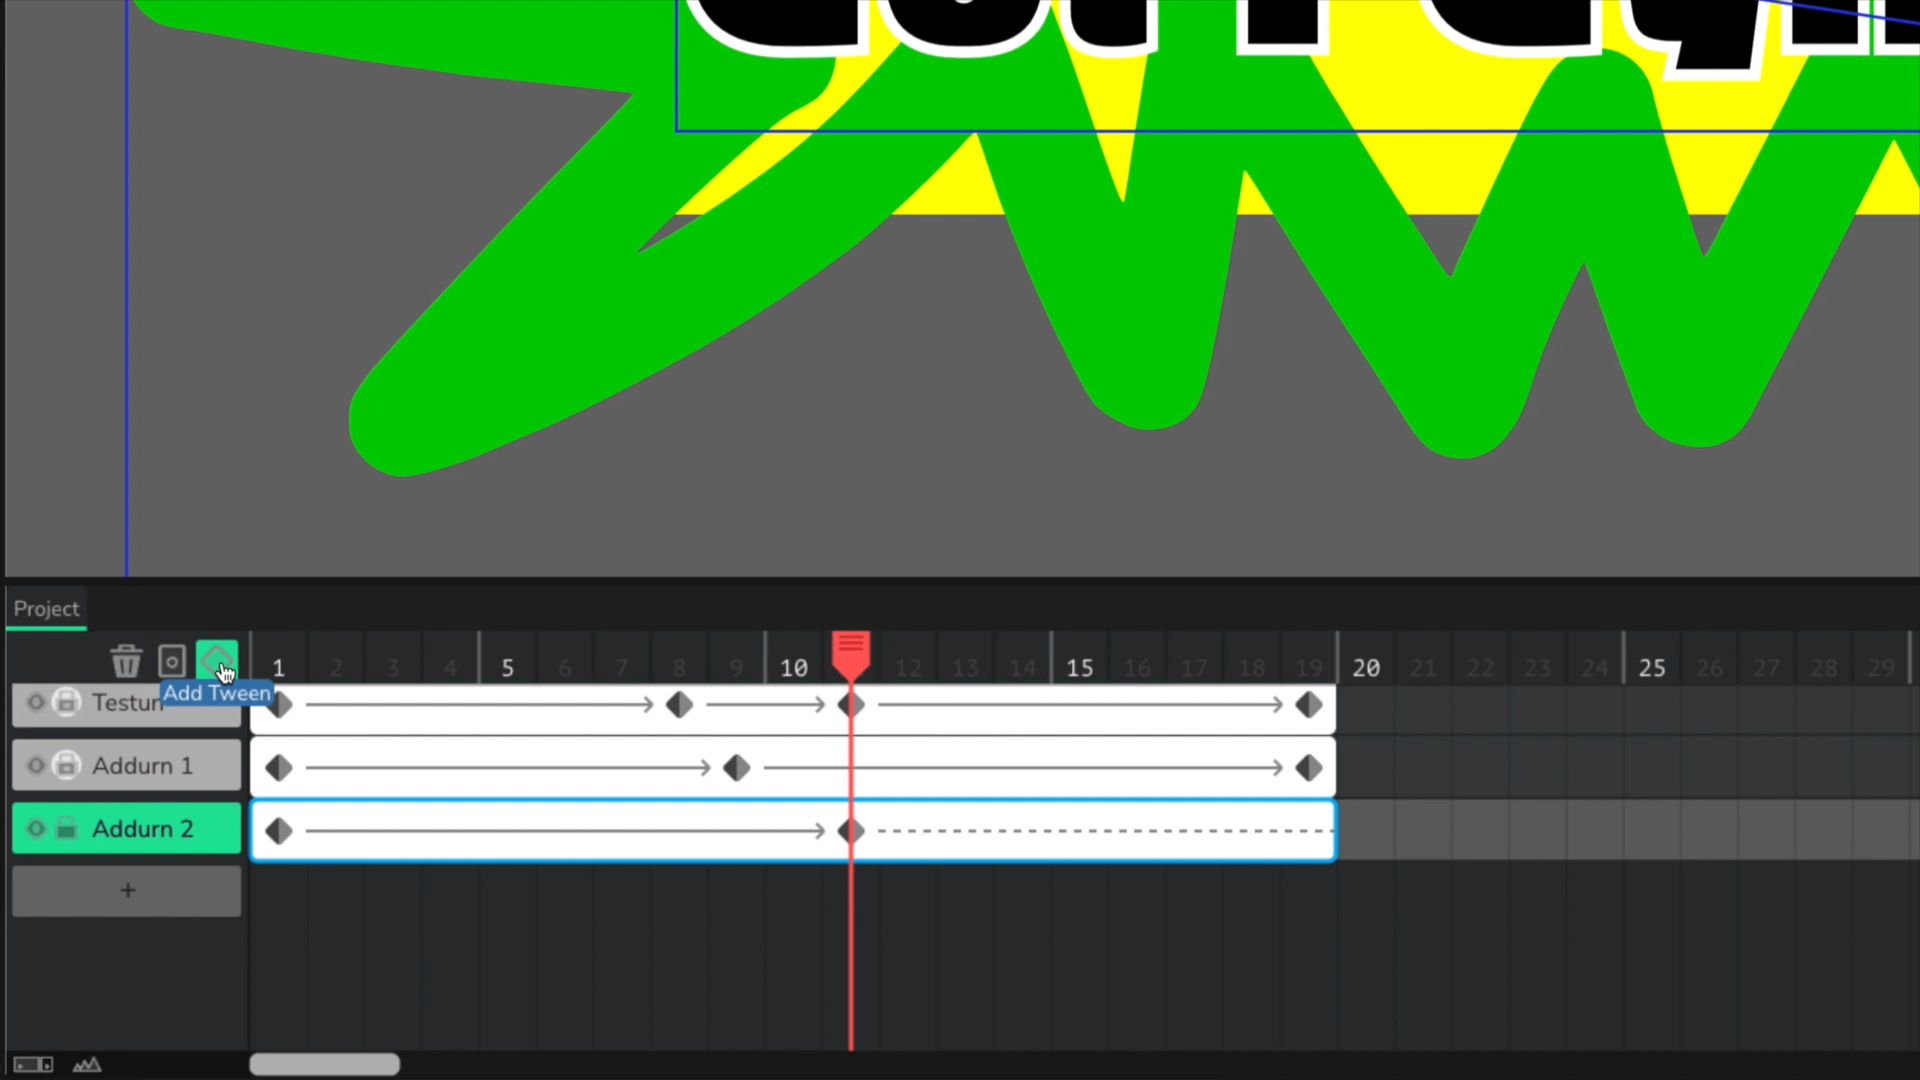 Project
1 2 3 4 5 6 7 8 9 10 12 13 14 15 16 17 18 19 20 21 22 23 24 25 26 27 28 29
Add Tween
Addurn 1
Addurn 2
+